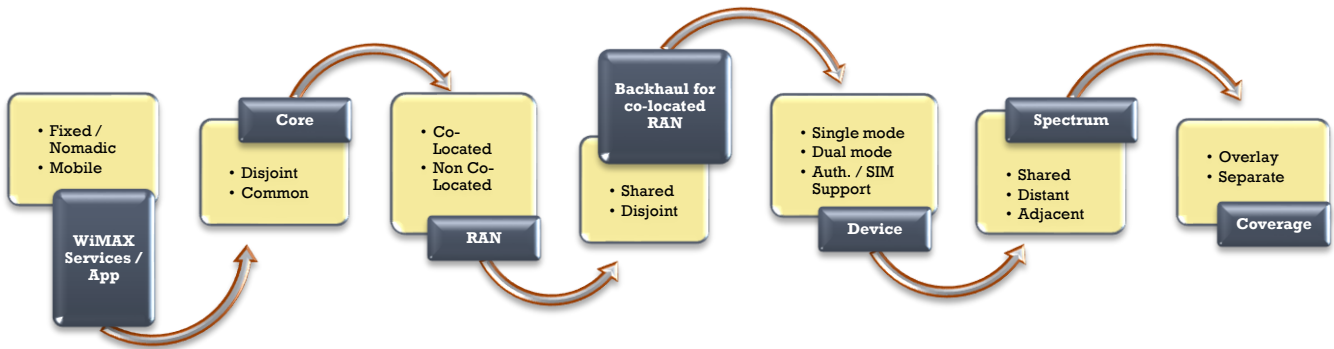 • Fixed /
Nomadic
• Mobile
WiMAX
Services /
App
Core
• Disjoint
• Common
• Co-
Located
• Non Co-
Located
RAN
Backhaul for
co-located
RAN
• Shared
• Disjoint
• Single mode
• Dual mode
• Auth. / SIM
Support
Device
Spectrum
• Shared
• Distant
• Adjacent
• Overlay
• Separate
Coverage